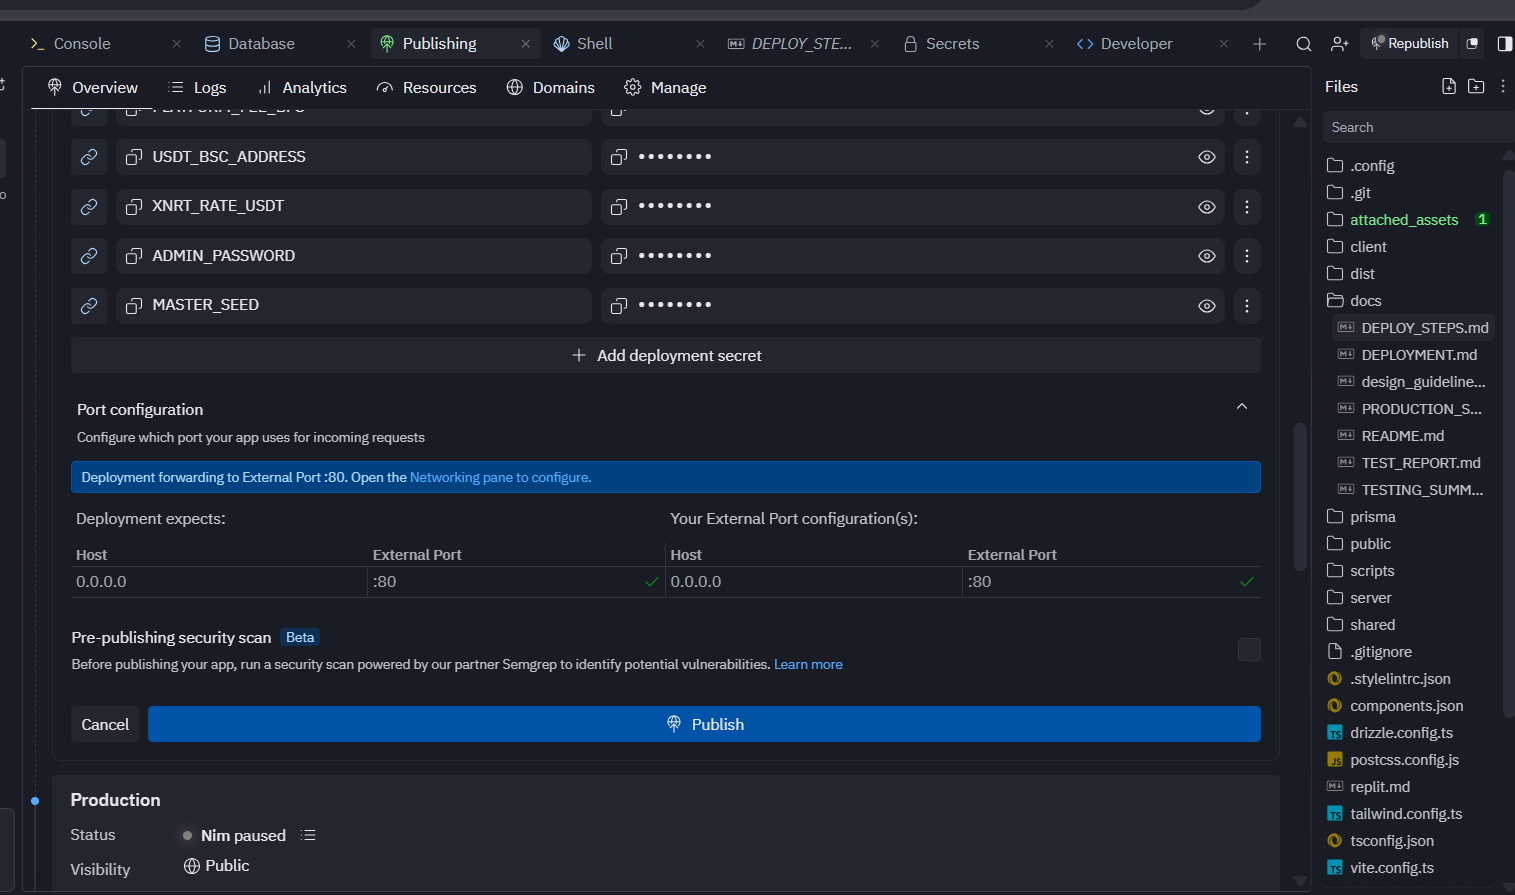 Console
Database
Publishing
Shell
DEPLOY_STE...
Secrets
Developer
Republish
Overview
Logs
Analytics
Resources
Domains
Manage
Files
Search
PLATFORM_FEE_BPS
USDT_BSC_ADDRESS
XNRT_RATE_USDT
ADMIN_PASSWORD
MASTER_SEED
Add deployment secret
Port configuration
Configure which port your app uses for incoming requests
Deployment forwarding to External Port :80. Open the Networking pane to configure.
Deployment expects:
Your External Port configuration(s):
Host External Port Host External Port
0.0.0.0 :80 0.0.0.0 :80
Pre-publishing security scan Beta
Before publishing your app, run a security scan powered by our partner Semgrep to identify potential vulnerabilities. Learn more
Cancel
Publish
Production
Status Nim paused
Visibility Public
.config
.git
attached_assets 1
client
dist
docs
DEPLOY_STEPS.md
DEPLOYMENT.md
design_guideline...
PRODUCTION_S...
README.md
TEST_REPORT.md
TESTING_SUMM...
prisma
public
scripts
server
shared
.gitignore
.stylelintrc.json
components.json
drizzle.config.ts
postcss.config.js
replit.md
tailwind.config.ts
tsconfig.json
vite.config.ts